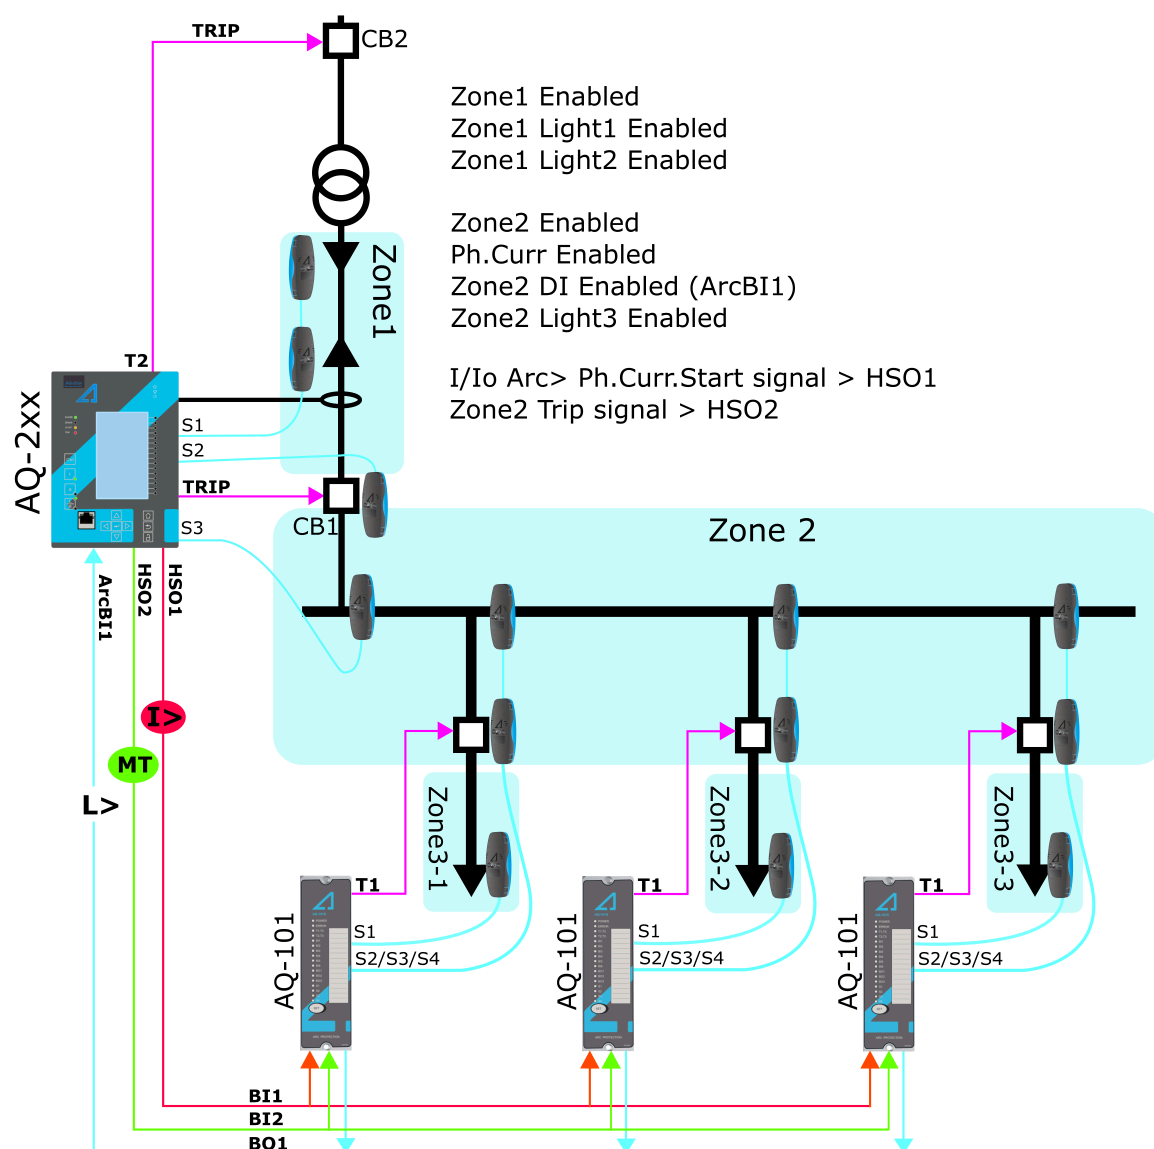 TRIP
CB2
Zone1 Enabled
Zone1 Light1 Enabled
Zone1 Light2 Enabled
Zone2 Enabled
Ph.Curr Enabled
Zone2 DI Enabled (ArcBI1)
Zone2 Light3 Enabled
I/Io Arc> Ph.Curr.Start signal > HSO1
Zone2 Trip signal > HSO2
Zone1
T2
AQ-2xx
S1
S2
TRIP
CB1
S3
Zone 2
ArcBI1
HSO2
HSO1
I>
MT
L>
Zone3-1
Zone3-2
Zone3-3
T1
T1
T1
AQ-101
S1
S2/S3/S4
AQ-101
S1
S2/S3/S4
AQ-101
S1
S2/S3/S4
BI1
BI2
BO1